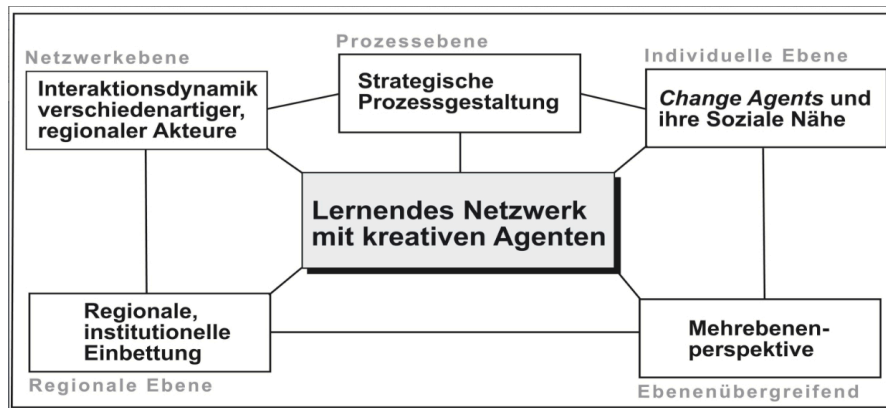 Netzwerkebene
Interaktionsdynamik
verschiedenartiger,
regionaler Akteure
Prozessebene
Strategische
Prozessgestaltung
Individuelle Ebene
Change Agents und
ihre Soziale Nähe
Lernendes Netzwerk
mit kreativen Agenten
Regionale,
institutionelle
Einbettung
Regionale Ebene
Mehrebenen-
perspektive
Ebenenübergreifend